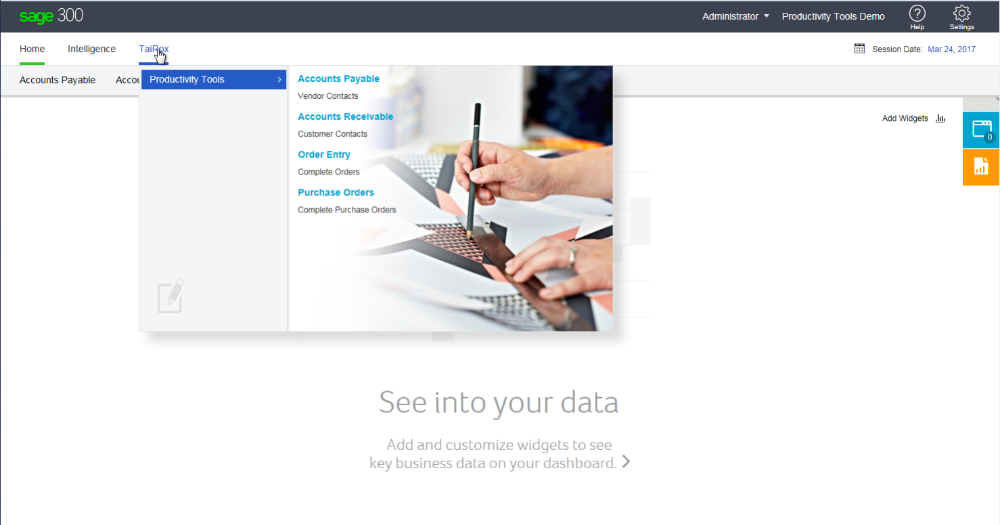 sage 300
Administrator
Productivity Tools Demo
Help
Settings
Home
Intelligence
TaiRox
Session Date: Mar 24, 2017
Accounts Payable
Accou
Productivity Tools
Accounts Payable
Vendor Contacts
Accounts Receivable
Customer Contacts
Order Entry
Complete Orders
Purchase Orders
Complete Purchase Orders
Add Widgets
0
See into your data
Add and customize widgets to see
key business data on your dashboard.